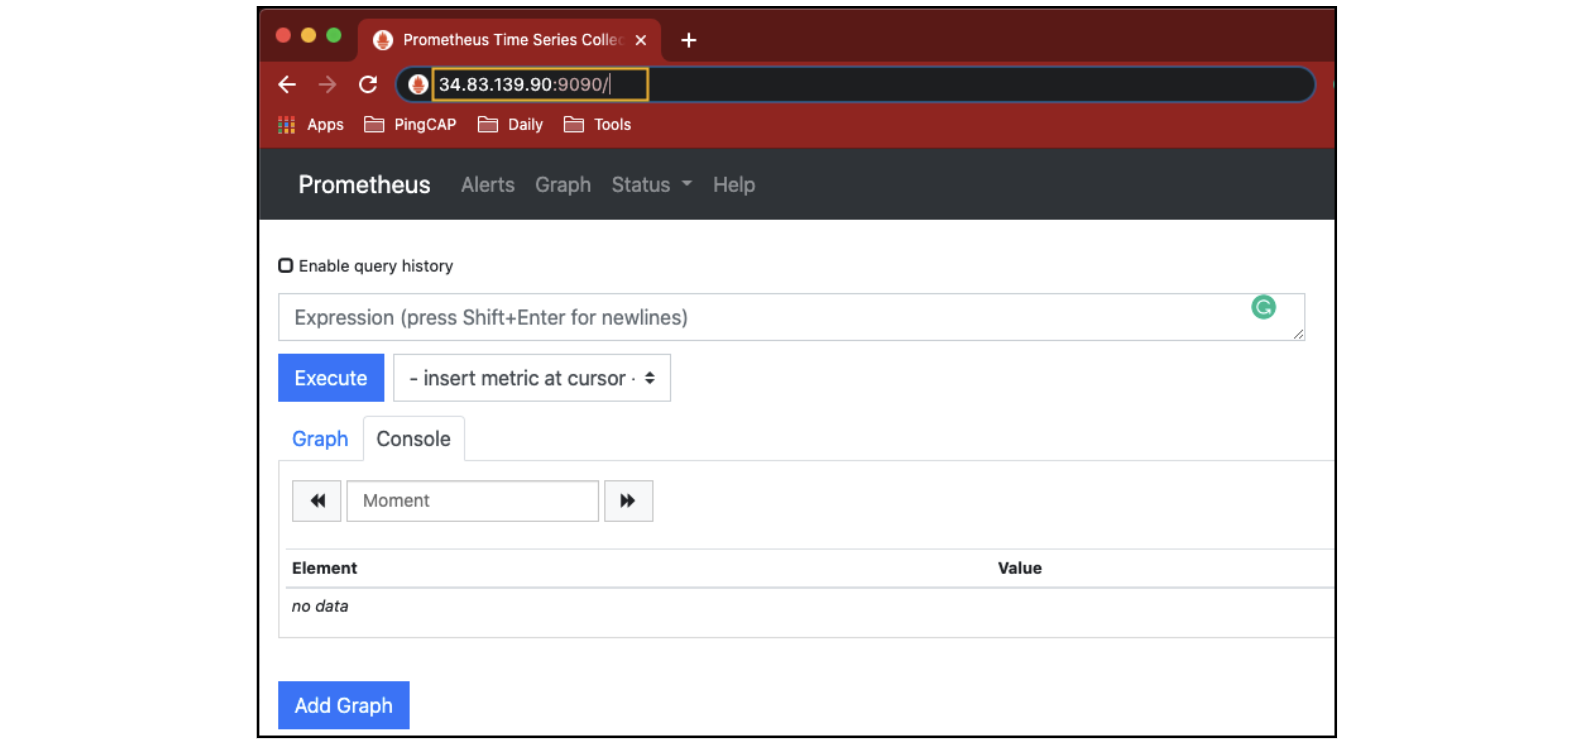 Prometheus Time Series Collec
34.83.139.90:9090/
Apps PingCAP Daily Tools
Prometheus Alerts Graph Status Help
Enable query history
Expression (press Shift+Enter for newlines)
Execute - insert metric at cursor -
Graph Console
Moment
Element Value
no data
Add Graph